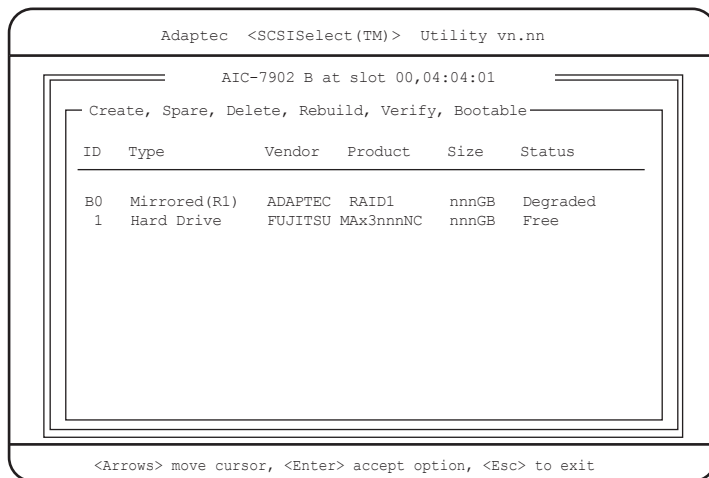 Adaptec <SCSISelect(TM)> Utility vn.nn
AIC-7902 B at slot 00,04:04:01
Create, Spare, Delete, Rebuild, Verify, Bootable
ID Type Vendor Product Size Status
B0 Mirrored(R1) ADAPTEC RAID1 nnnGB Degraded
1 Hard Drive FUJITSU MAx3nnnNC nnnGB Free
<Arrows> move cursor, <Enter> accept option, <Esc> to exit